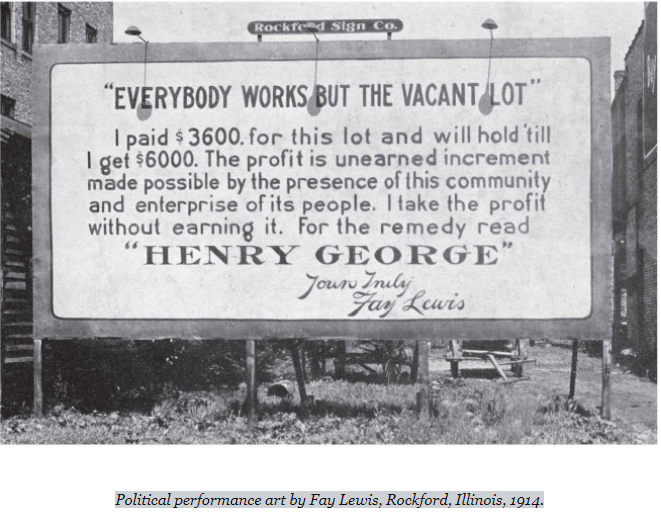 Rockford Sign Co.
"EVERYBODY WORKS BUT THE VACANT LOT"
I paid $3600. for this lot and will hold 'till
I get $6000. The profit is unearned increment
made possible by the presence of this community
and enterprise of its people. I take the profit
without earning it. For the remedy read
"HENRY GEORGE"
Yours Truly
Fay Lewis
Political performance art by Fay Lewis, Rockford, Illinois, 1914.